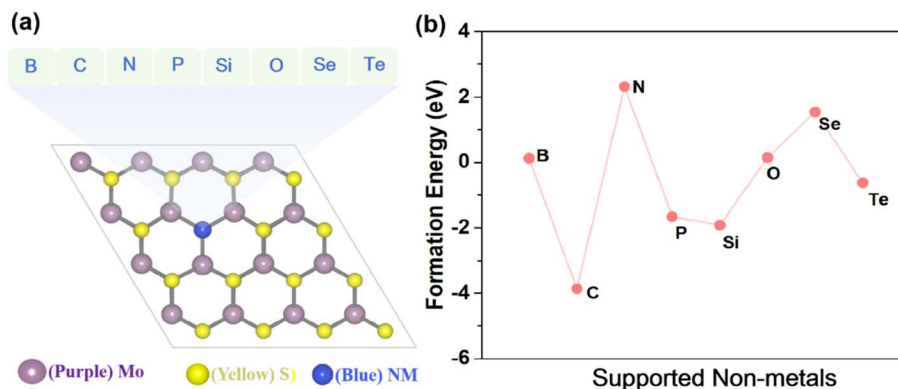 (a)
B C N P Si O Se Te
(Purple) Mo (Yellow) S) (Blue) NM
(b)
Formation Energy (eV)
4
2
0
-2
-4
-6
B
C
N
P
Si
O
Se
Te
Supported Non-metals